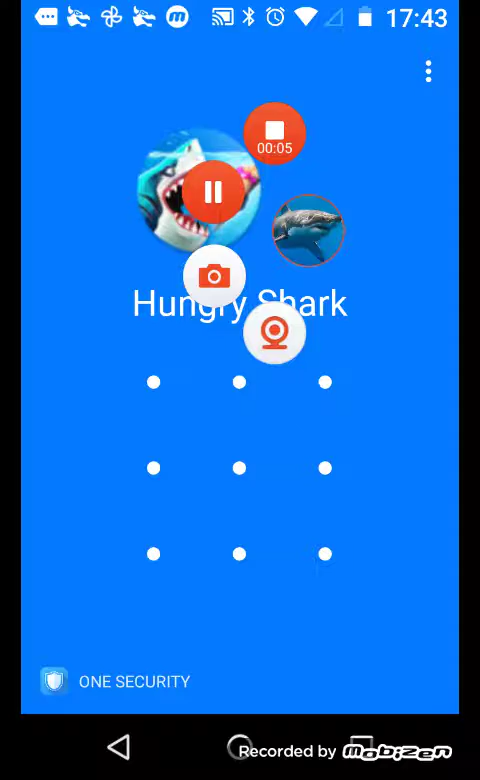 17:43
00:05
Hungry Shark
ONE SECURITY
Recorded by mobizen